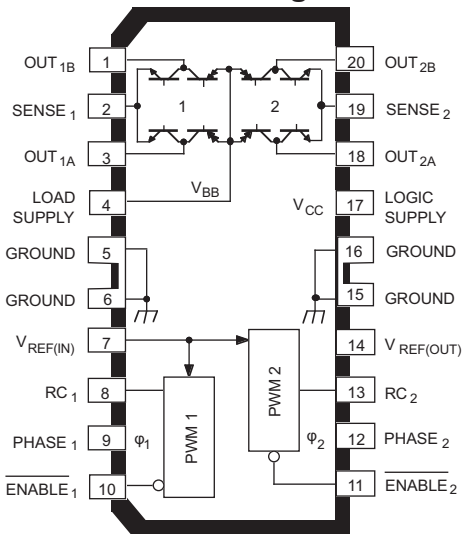 OUT1B 1
SENSE1 2
OUT1A 3
LOAD
SUPPLY 4
GROUND 5
GROUND 6
VREF(IN) 7
RC1 8
PHASE1 9
ENABLE1 10
1 2
VBB
VCC
φ1
PWM 1
PWM 2
φ2
20 OUT2B
19 SENSE2
18 OUT2A
17 LOGIC
SUPPLY
16 GROUND
15 GROUND
14 VREF(OUT)
13 RC2
12 PHASE2
11 ENABLE2